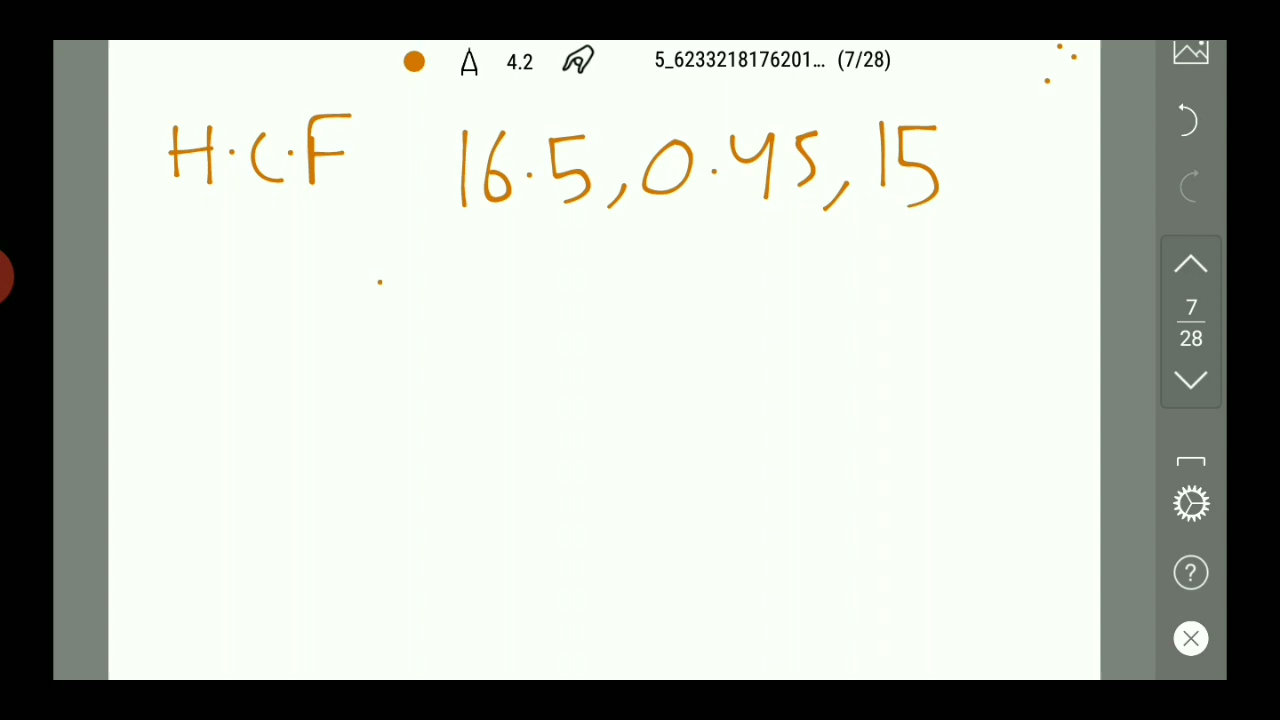 4.2 5_6233218176201... (7/28)
H.C.F 16.5, 0.45, 15
7
28
?